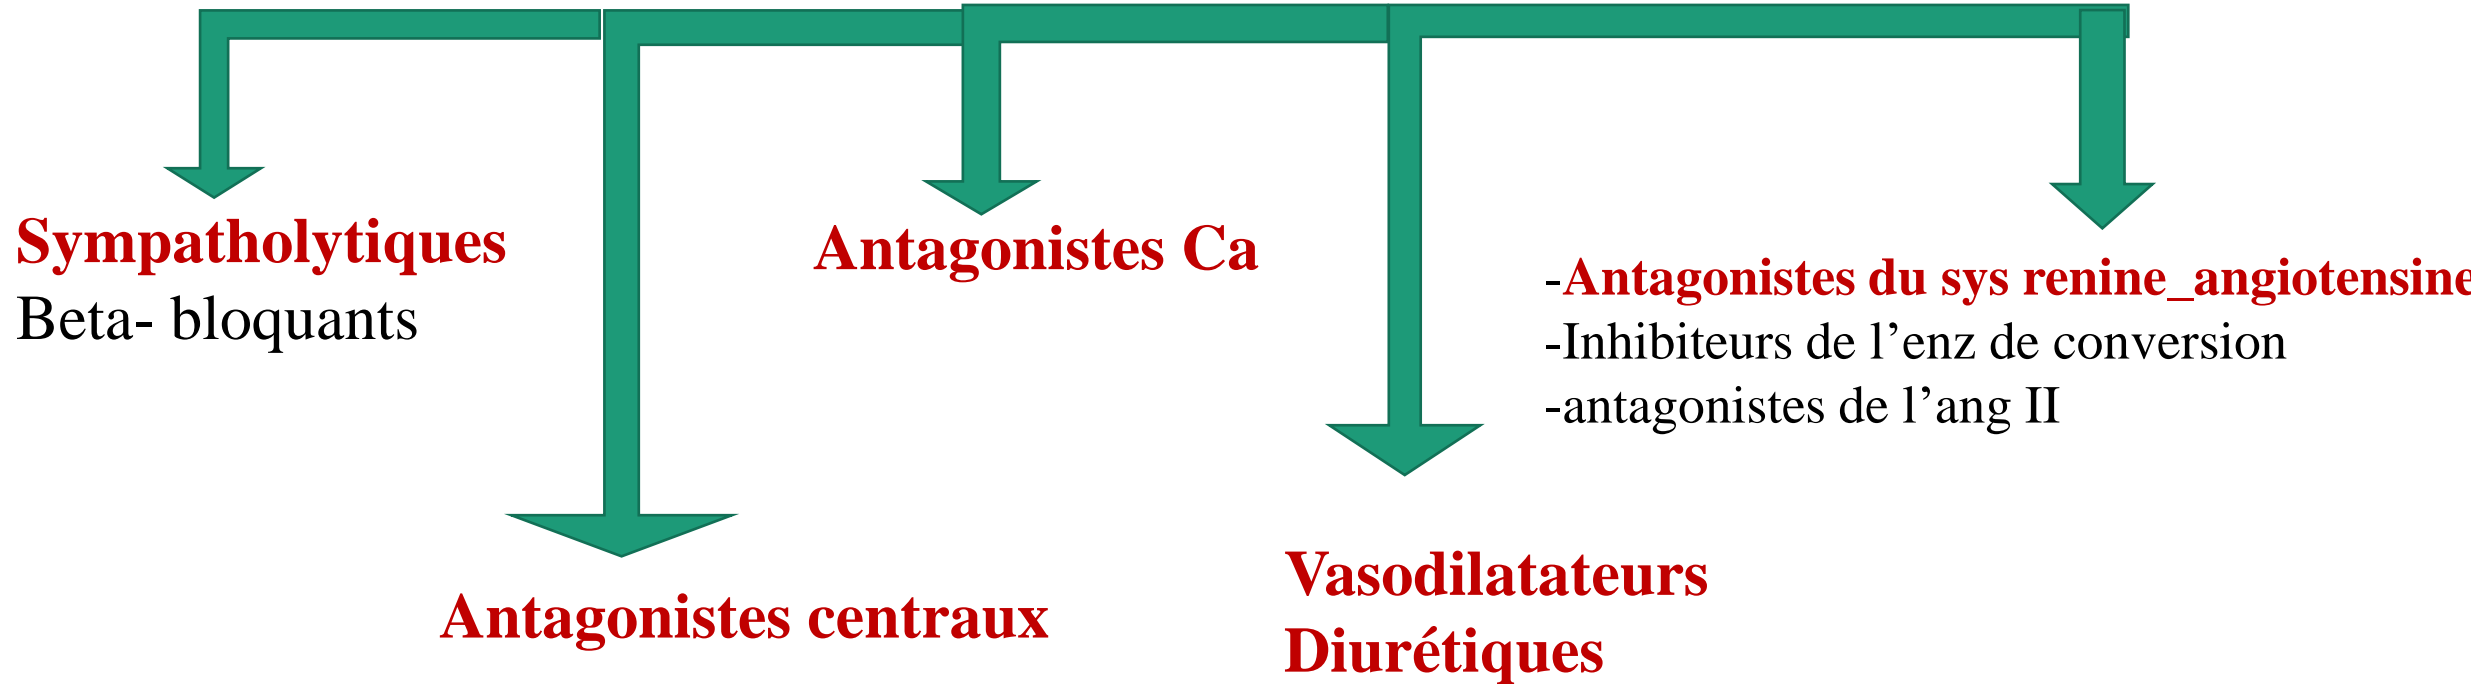 Sympatholytiques
Beta- bloquants
Antagonistes Ca
-Antagonistes du sys renine_angiotensine
-Inhibiteurs de l’enz de conversion
-antagonistes de l’ang II
Antagonistes centraux
Vasodilatateurs
Diurétiques